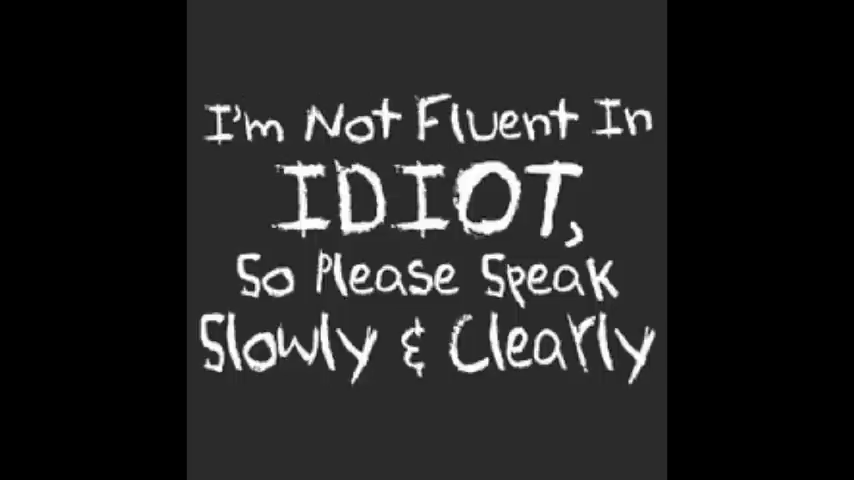 I'm Not Fluent In
IDIOT,
So Please Speak
Slowly & Clearly